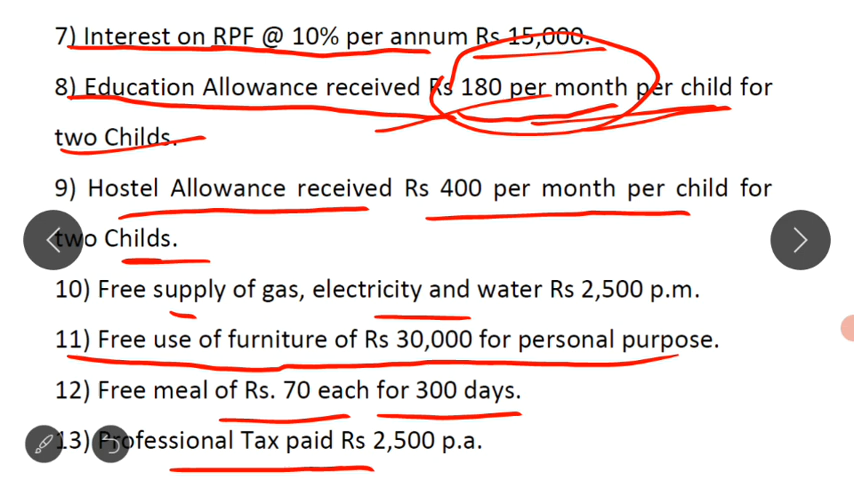 7) Interest on RPF @ 10% per annum Rs 15,000.
8) Education Allowance received Rs 180 per month per child for
two Childs.
9) Hostel Allowance received Rs 400 per month per child for
two Childs.
10) Free supply of gas, electricity and water Rs 2,500 p.m.
11) Free use of furniture of Rs 30,000 for personal purpose.
12) Free meal of Rs. 70 each for 300 days.
13) Professional Tax paid Rs 2,500 p.a.